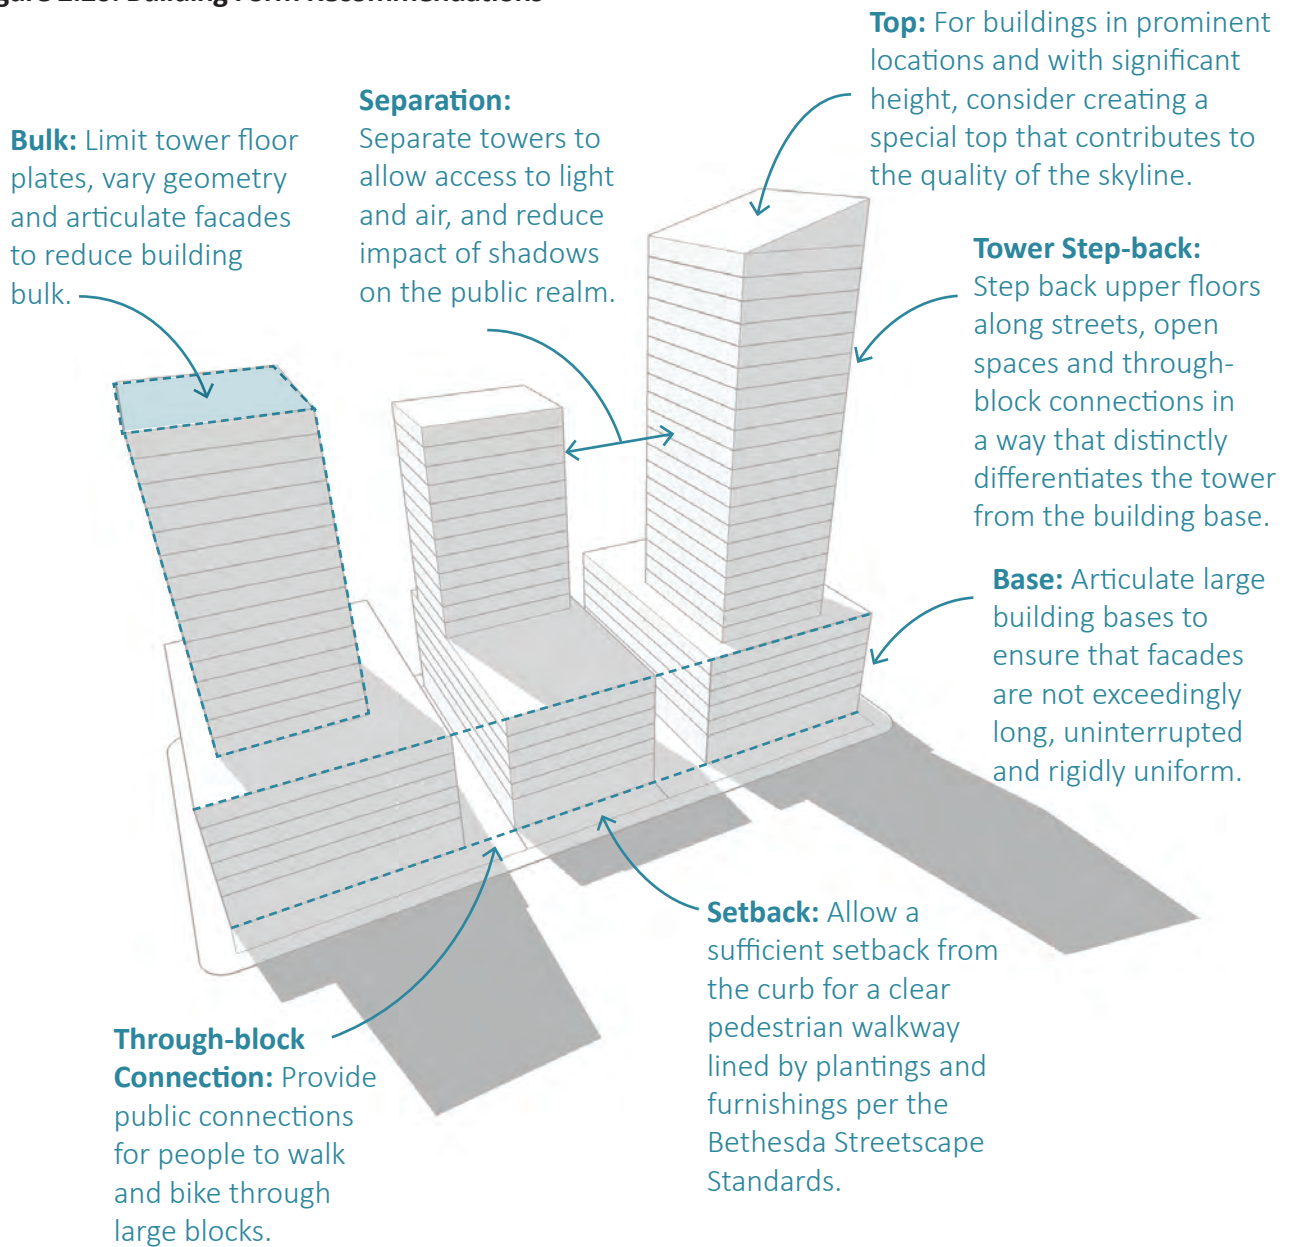 Building Form Recommendations
Top: For buildings in prominent
locations and with significant
height, consider creating a
special top that contributes to
the quality of the skyline.
Separation:
Separate towers to
allow access to light
and air, and reduce
impact of shadows
on the public realm.
Bulk: Limit tower floor
plates, vary geometry
and articulate facades
to reduce building
bulk.
Tower Step-back:
Step back upper floors
along streets, open
spaces and through-
block connections in
a way that distinctly
differentiates the tower
from the building base.
Base: Articulate large
building bases to
ensure that facades
are not exceedingly
long, uninterrupted
and rigidly uniform.
Setback: Allow a
sufficient setback from
the curb for a clear
pedestrian walkway
lined by plantings and
furnishings per the
Bethesda Streetscape
Standards.
Through-block
Connection: Provide
public connections
for people to walk
and bike through
large blocks.